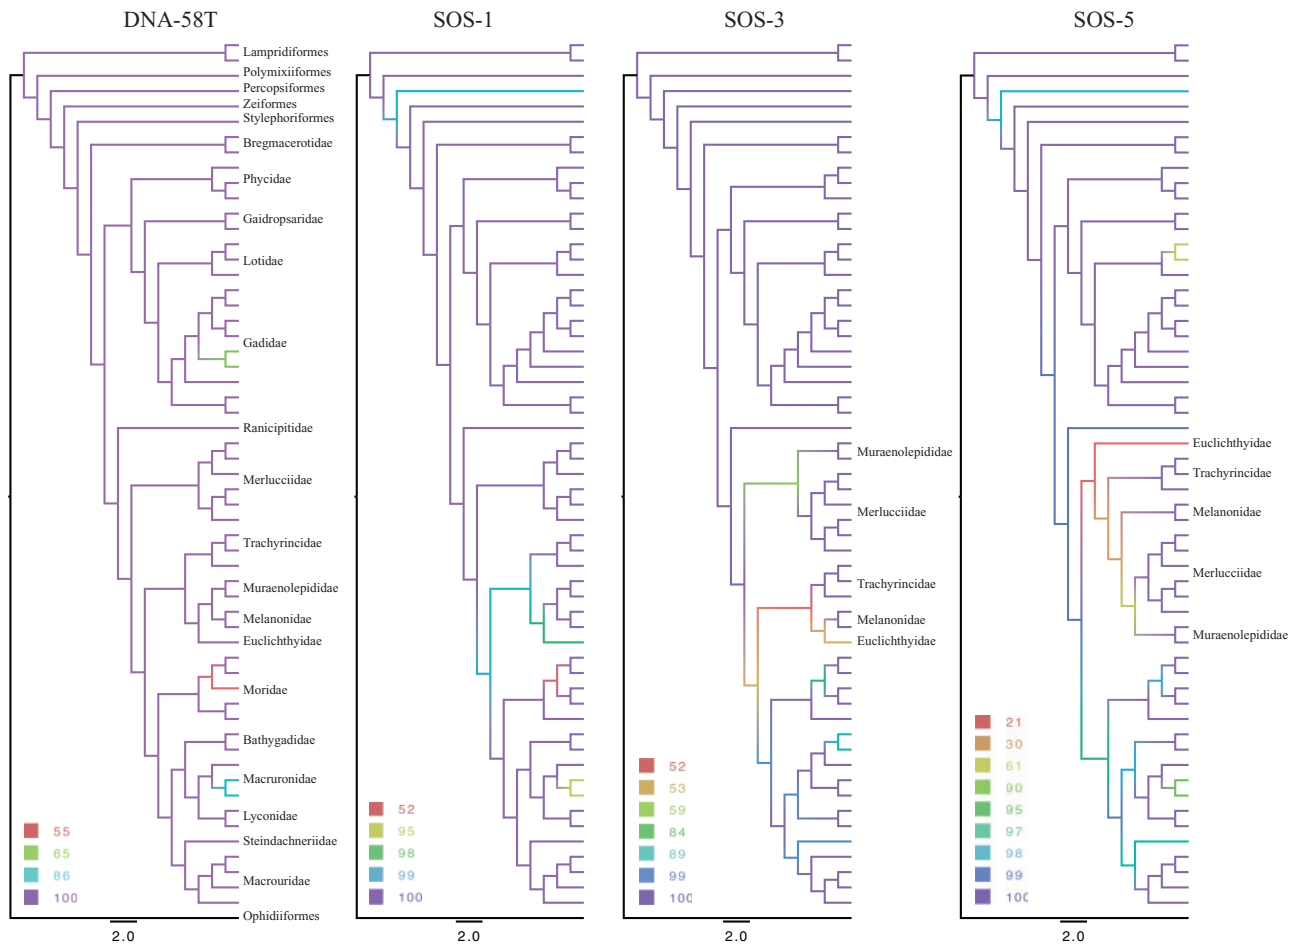 DNA-58T
SOS-1
SOS-3
SOS-5
Lampridiformes
Polymixiiformes
Percopsiformes
Zeiformes
Stylephoriformes
Bregmacerotidae
Phycidae
Gaidropsaridae
Lotidae
Gadidae
Ranicipitidae
Merlucciidae
Trachyrincidae
Muraenolepididae
Melanonidae
Euclichthyidae
Moridae
Bathygadidae
Macruronidae
Lyconidae
Steindachneriidae
Macrouridae
Ophidiiformes
55
65
86
100
2.0
52
95
98
99
100
2.0
Muraenolepididae
Merlucciidae
Trachyrincidae
Melanonidae
Euclichthyidae
52
53
59
84
89
99
100
2.0
Euclichthyidae
Trachyrincidae
Melanonidae
Merlucciidae
Muraenolepididae
21
30
61
90
95
97
98
99
100
2.0